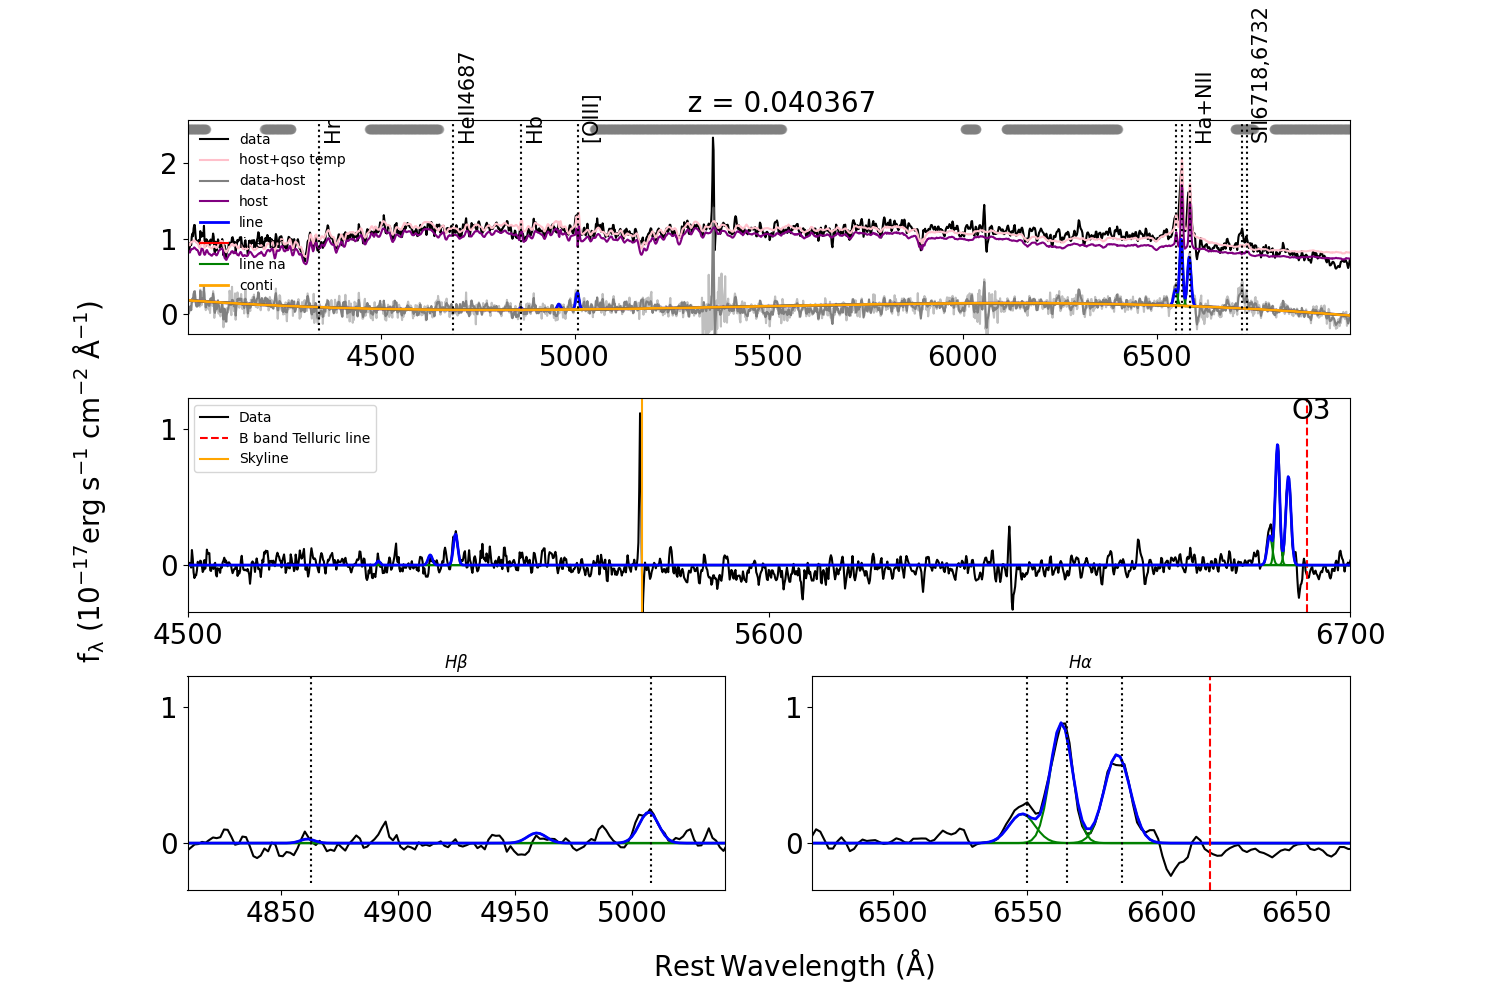 z = 0.040367
Hr
HeII4687
Hb
[OIII]
Ha+NII
SII6718,6732
data
host+qso temp
data-host
host
line
line na
conti
2
1
0
4500
5000
5500
6000
6500
fλ (10⁻¹⁷erg s⁻¹ cm⁻² Å⁻¹)
Data
B band Telluric line
Skyline
O3
1
0
4500
5600
6700
Hβ
1
0
4850
4900
4950
5000
Hα
1
0
6500
6550
6600
6650
Rest Wavelength (Å)